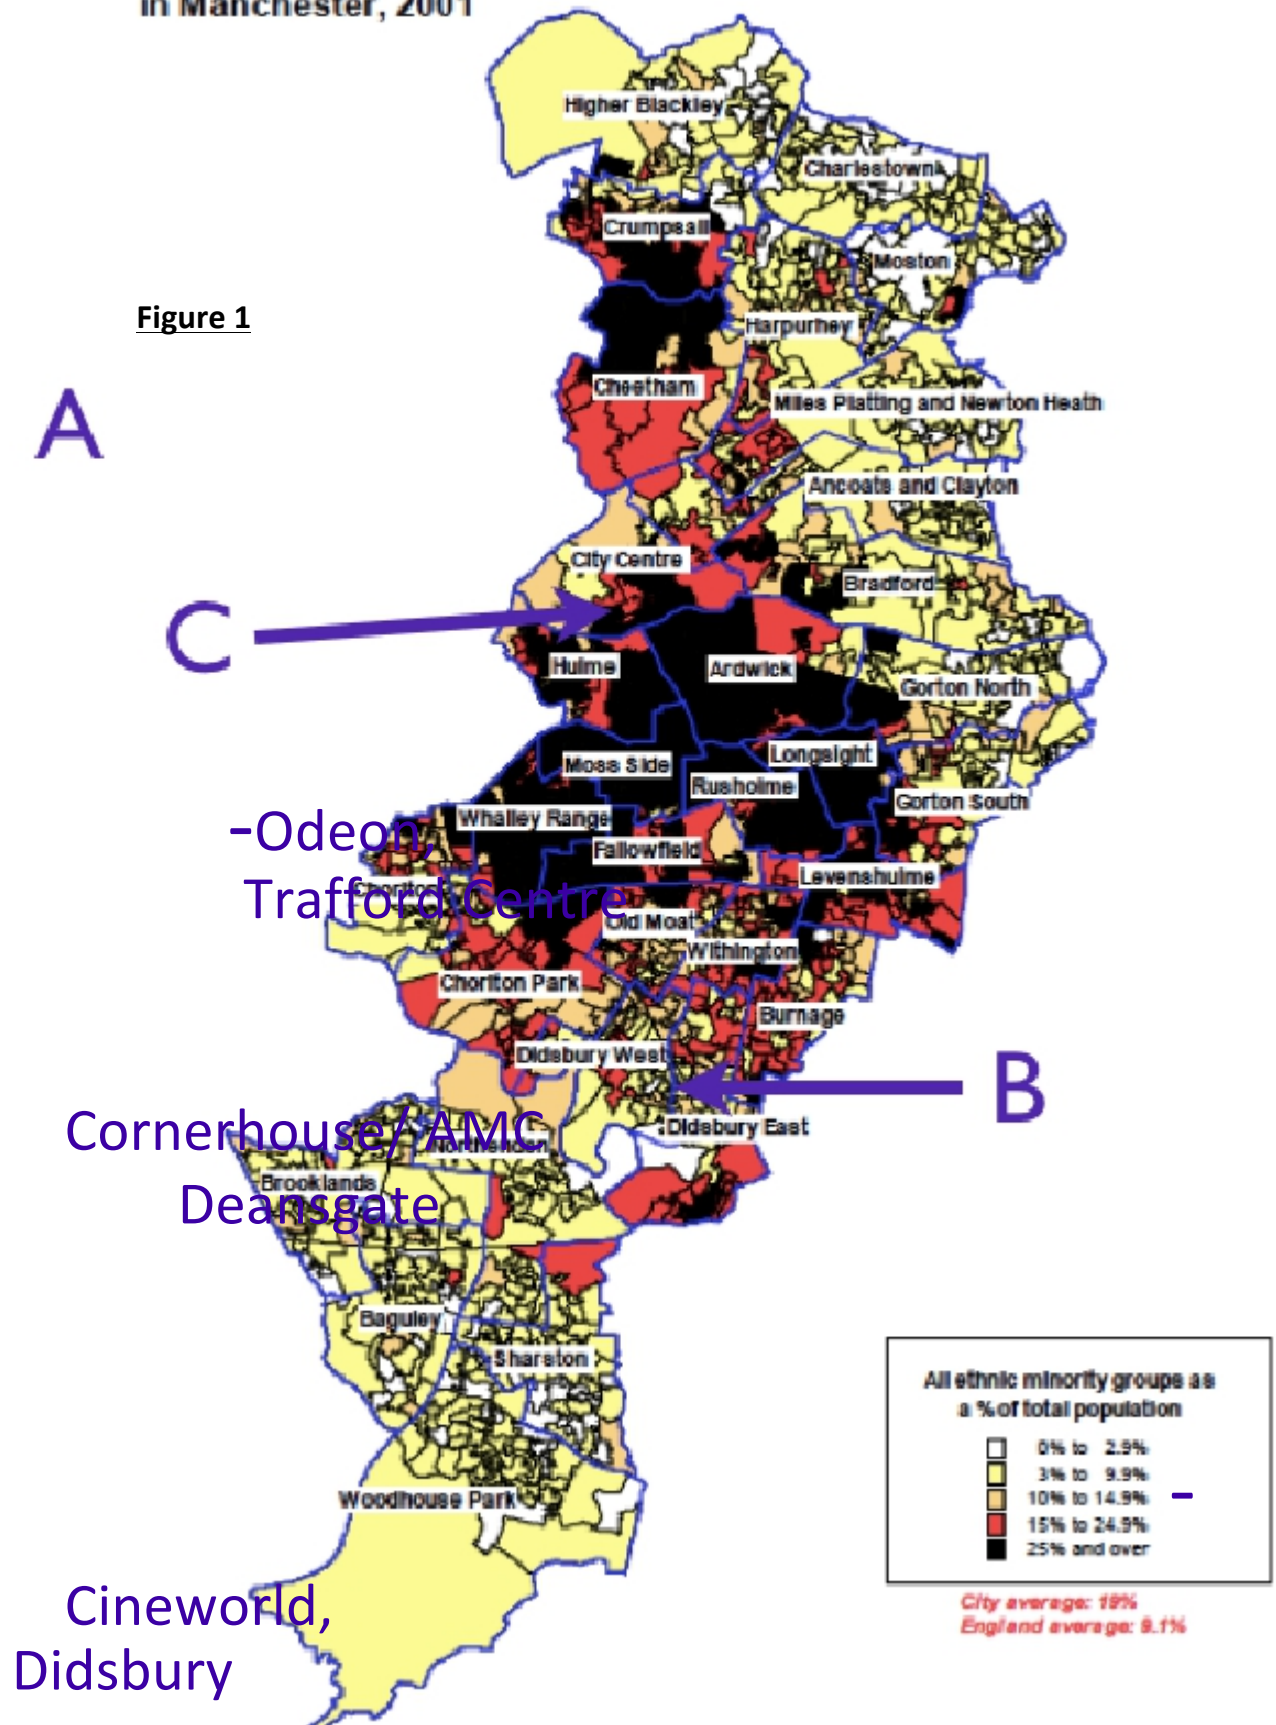 in Manchester, 2001
Higher Blackley
Charlestown
Crumpsall
Moston
Figure 1
Harpurhey
A
Cheetham
Miles Platting and Newton Heath
Ancoats and Clayton
City Centre
Bradford
C
Hulme
Ardwick
Gorton North
Longsight
Moss Side
Rusholme
Gorton South
Whalley Range
-Odeon,
Fallowfield
Levenshulme
Chorlton
Trafford Centre
Old Moat
Withington
Chorlton Park
Burnage
Didsbury West
B
Didsbury East
Cornerhouse/ AMC
Northenden
Brooklands
Deansgate
Baguley
Sharston
All ethnic minority groups as
a % of total population
0% to 2.9%
3% to 9.9%
10% to 14.9%
-
15% to 24.9%
25% and over
Woodhouse Park
City average: 19%
England average: 9.1%
Cineworld,
Didsbury